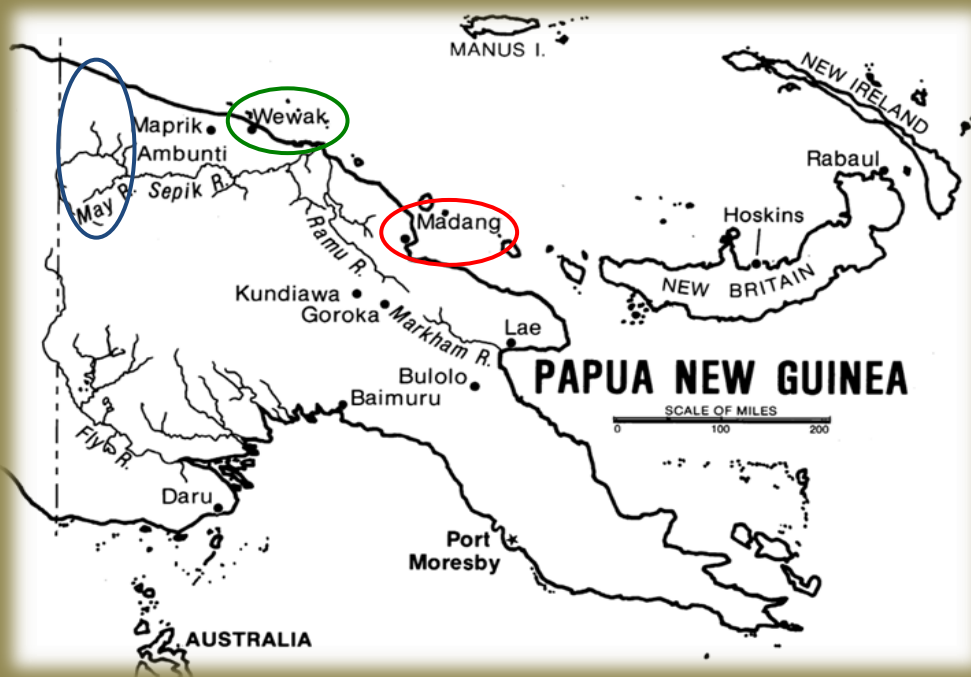 MANUS I.
NEW IRELAND
Wewak
Maprik
Ambunti
Rabaul
May R.
Sepik R.
Hoskins
Madang
Ramu R.
NEW BRITAIN
Kundiawa
Goroka
Markham R.
Lae
PAPUA NEW GUINEA
Bulolo
SCALE OF MILES
Baimuru
0 100 200
Fly R.
Daru
Port
Moresby
AUSTRALIA